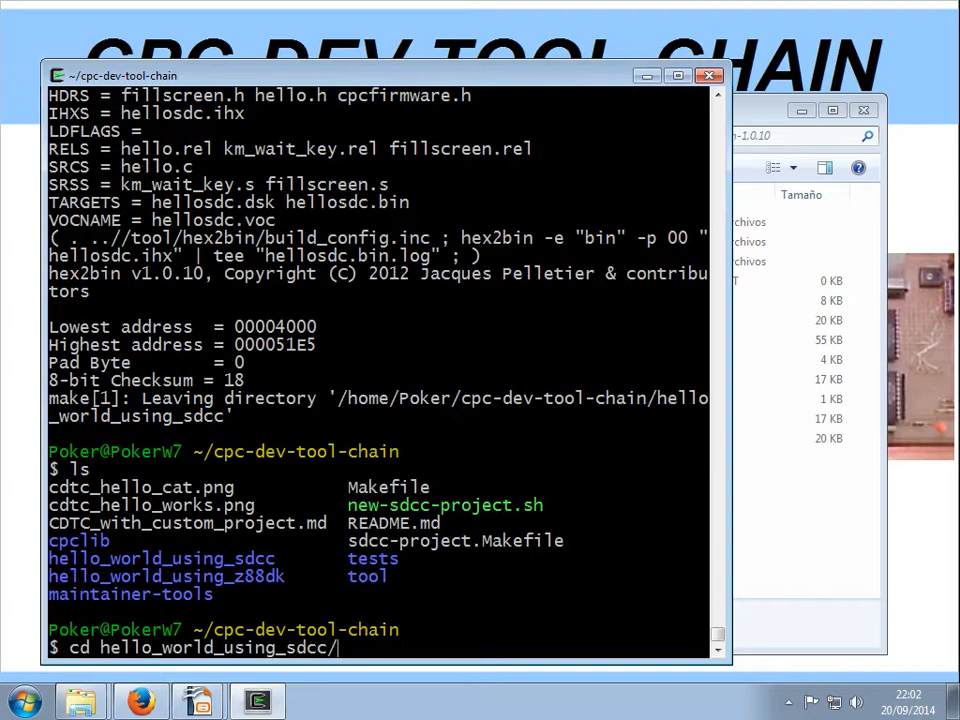 CPC-DEV-TOOL-CHAIN
~/cpc-dev-tool-chain
HDRS = fillscreen.h hello.h cpcfirmware.h
IHXS = hellosdc.ihx
LDFLAGS =
RELS = hello.rel km_wait_key.rel fillscreen.rel
SRCS = hello.c
SRSS = km_wait_key.s fillscreen.s
TARGETS = hellosdc.dsk hellosdc.bin
VOCNAME = hellosdc.voc
( . ..//tool/hex2bin/build_config.inc ; hex2bin -e "bin" -p 00 "
hellosdc.ihx" | tee "hellosdc.bin.log" ; )
hex2bin v1.0.10, Copyright (C) 2012 Jacques Pelletier & contribu
tors
Lowest address  = 00004000
Highest address = 000051E5
Pad Byte        = 0
8-bit Checksum = 18
make[1]: Leaving directory '/home/Poker/cpc-dev-tool-chain/hello
_world_using_sdcc'
Poker@PokerW7 ~/cpc-dev-tool-chain
$ ls
cdtc_hello_cat.png Makefile
cdtc_hello_works.png new-sdcc-project.sh
CDTC_with_custom_project.md README.md
cpclib sdcc-project.Makefile
hello_world_using_sdcc tests
hello_world_using_z88dk tool
maintainer-tools
Poker@PokerW7 ~/cpc-dev-tool-chain
$ cd hello_world_using_sdcc/
n-1.0.10
Tamaño
archivos
archivos
archivos
T 0 KB
8 KB
20 KB
55 KB
4 KB
17 KB
1 KB
17 KB
20 KB
22:02
20/09/2014